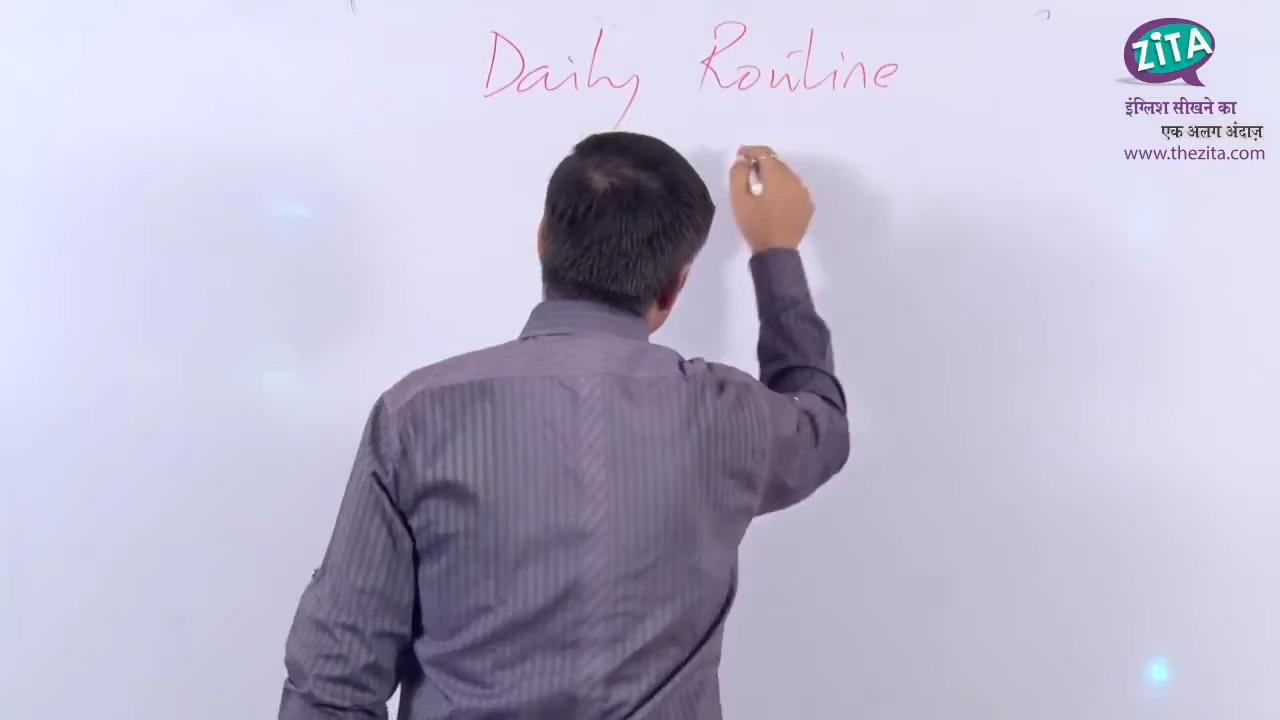 Daily Routine
ZiTA
इंग्लिश सीखने का
एक अलग अंदाज़
www.thezita.com